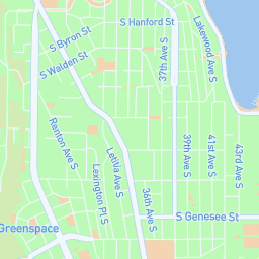 S Hanford St
S Byron St
S Walden St
37th Ave S
Lakewood Ave S
Renton Ave S
Letitia Ave S
Lexington Pl S
36th Ave S
39th Ave S
41st Ave S
43rd Ave S
S Genesee St
Greenspace